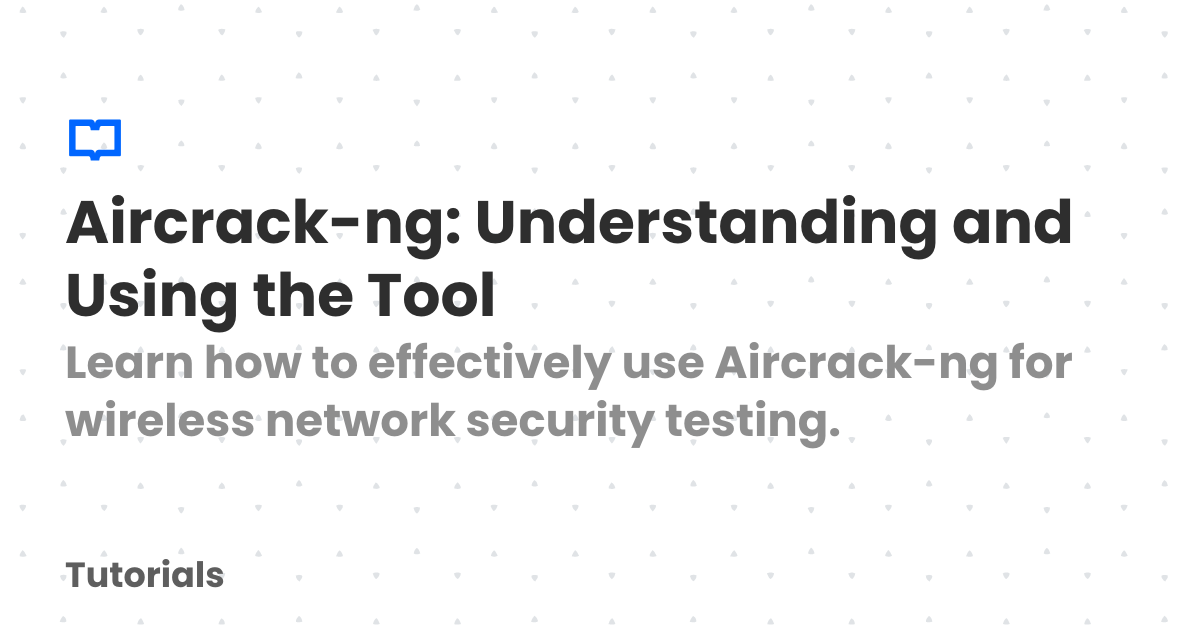 Aircrack-ng: Understanding and
Using the Tool
Learn how to effectively use Aircrack-ng for
wireless network security testing.
Tutorials